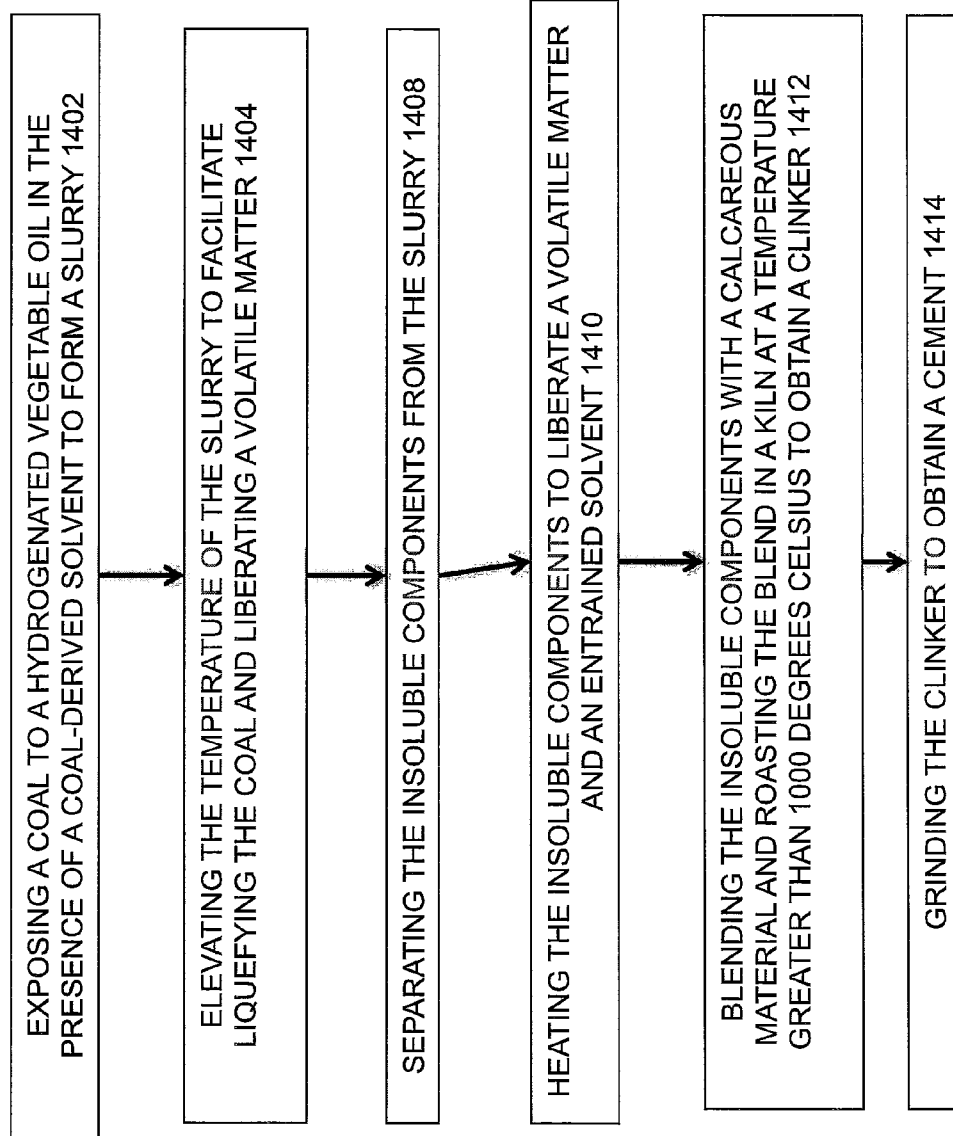 EXPOSING A COAL TO A HYDROGENATED VEGETABLE OIL IN THE
PRESENCE OF A COAL-DERIVED SOLVENT TO FORM A SLURRY 1402
ELEVATING THE TEMPERATURE OF THE SLURRY TO FACILITATE
LIQUEFYING THE COAL AND LIBERATING A VOLATILE MATTER 1404
SEPARATING THE INSOLUBLE COMPONENTS FROM THE SLURRY 1408
HEATING THE INSOLUBLE COMPONENTS TO LIBERATE A VOLATILE MATTER
AND AN ENTRAINED SOLVENT 1410
BLENDING THE INSOLUBLE COMPONENTS WITH A CALCAREOUS
MATERIAL AND ROASTING THE BLEND IN A KILN AT A TEMPERATURE
GREATER THAN 1000 DEGREES CELSIUS TO OBTAIN A CLINKER 1412
GRINDING THE CLINKER TO OBTAIN A CEMENT 1414